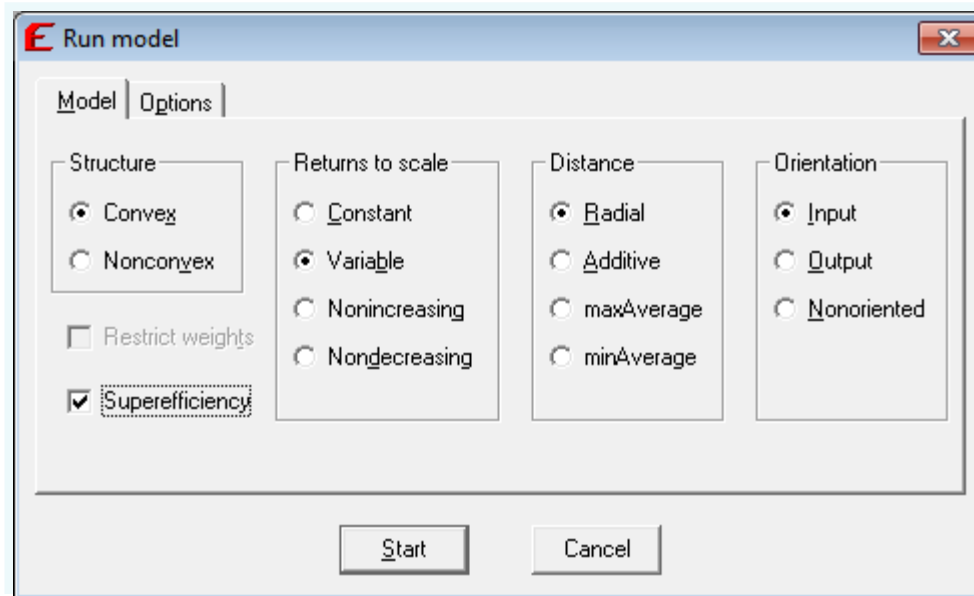 Run model
Model Options
Structure
Convex
Nonconvex
Restrict weights
Superefficiency
Returns to scale
Constant
Variable
Nonincreasing
Nondecreasing
Distance
Radial
Additive
maxAverage
minAverage
Orientation
Input
Output
Nonoriented
Start Cancel